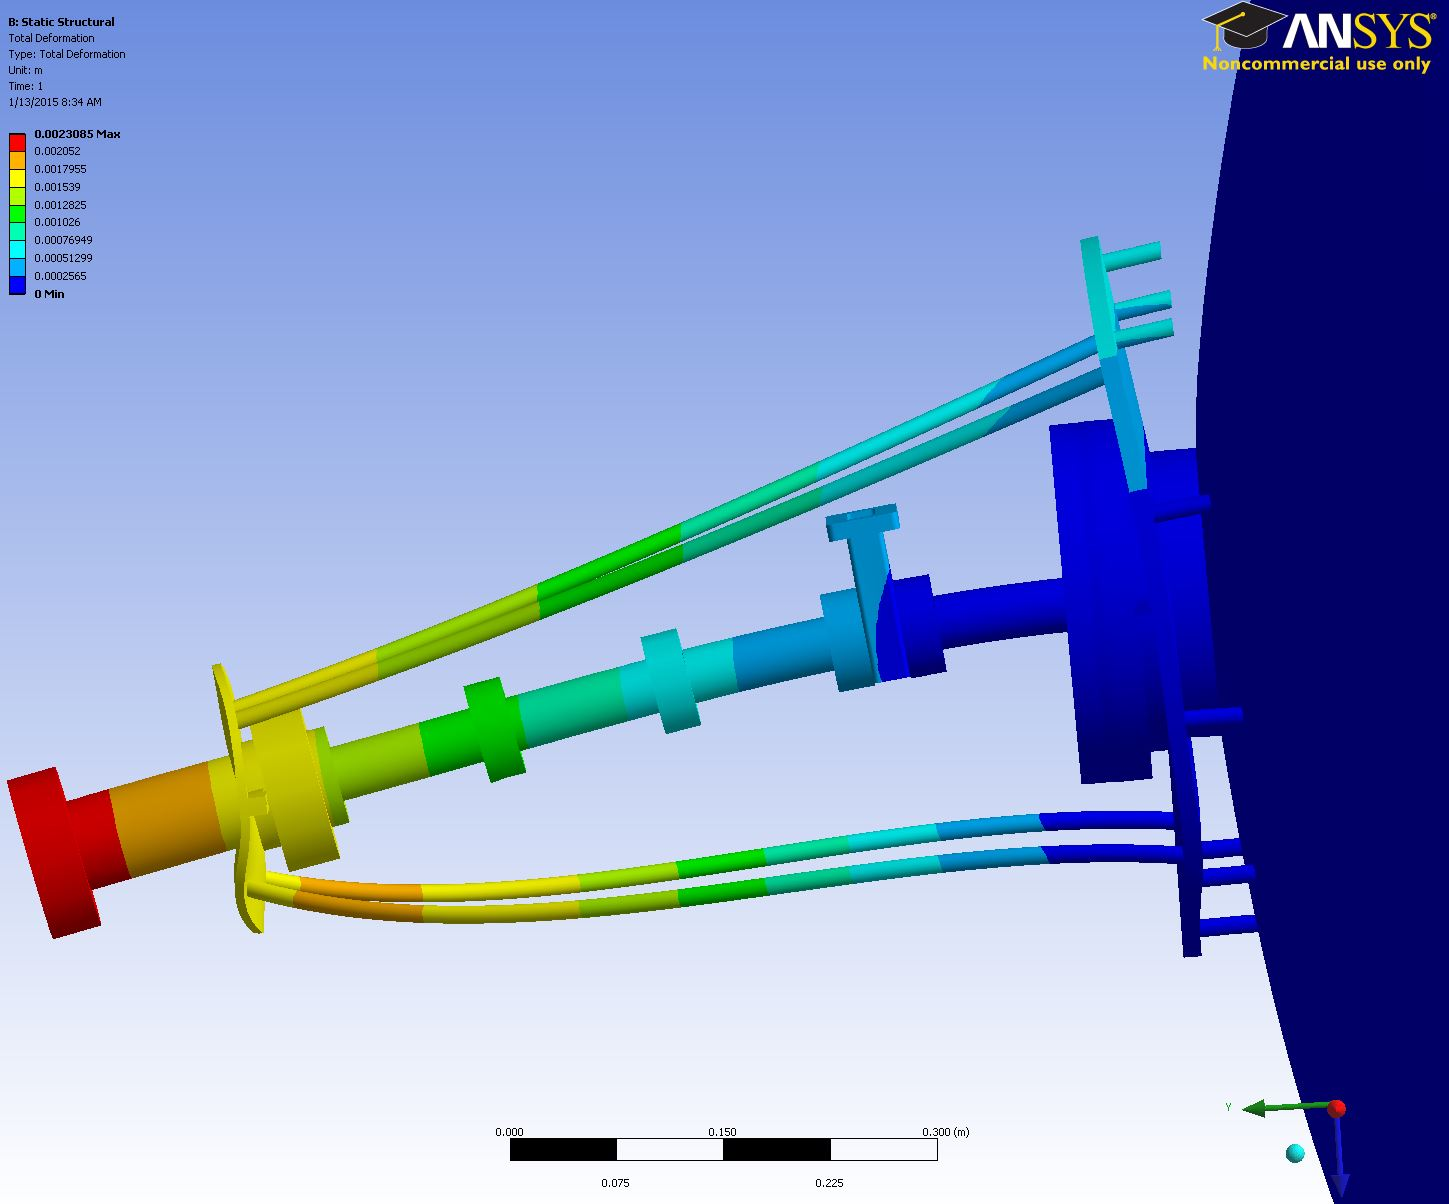 B: Static Structural
Total Deformation
Type: Total Deformation
Unit: m
Time: 1
1/13/2015 8:34 AM
0.0023085 Max
0.002052
0.0017955
0.001539
0.0012825
0.001026
0.00076949
0.00051299
0.0002565
0 Min
ANSYS®
Noncommercial use only
Y
0.000 0.150 0.300 (m)
0.075 0.225